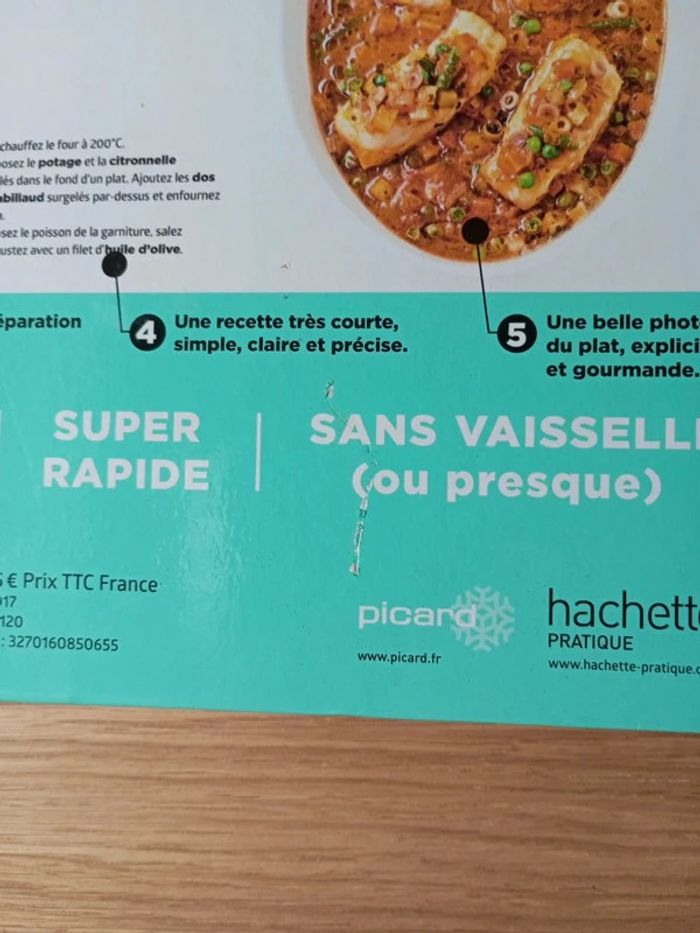 chauffez le four à 200°C.
osez le potage et la citronnelle
lés dans le fond d'un plat. Ajoutez les dos
abillaud surgelés par-dessus et enfournez
sez le poisson de la garniture, salez
ustez avec un filet d'huile d'olive.
éparation
4 Une recette très courte,
simple, claire et précise.
5 Une belle phot
du plat, explici
et gourmande.
SUPER
RAPIDE
SANS VAISSELL
(ou presque)
5 € Prix TTC France
017
120
: 3270160850655
picard
www.picard.fr
hachette
PRATIQUE
www.hachette-pratique.c